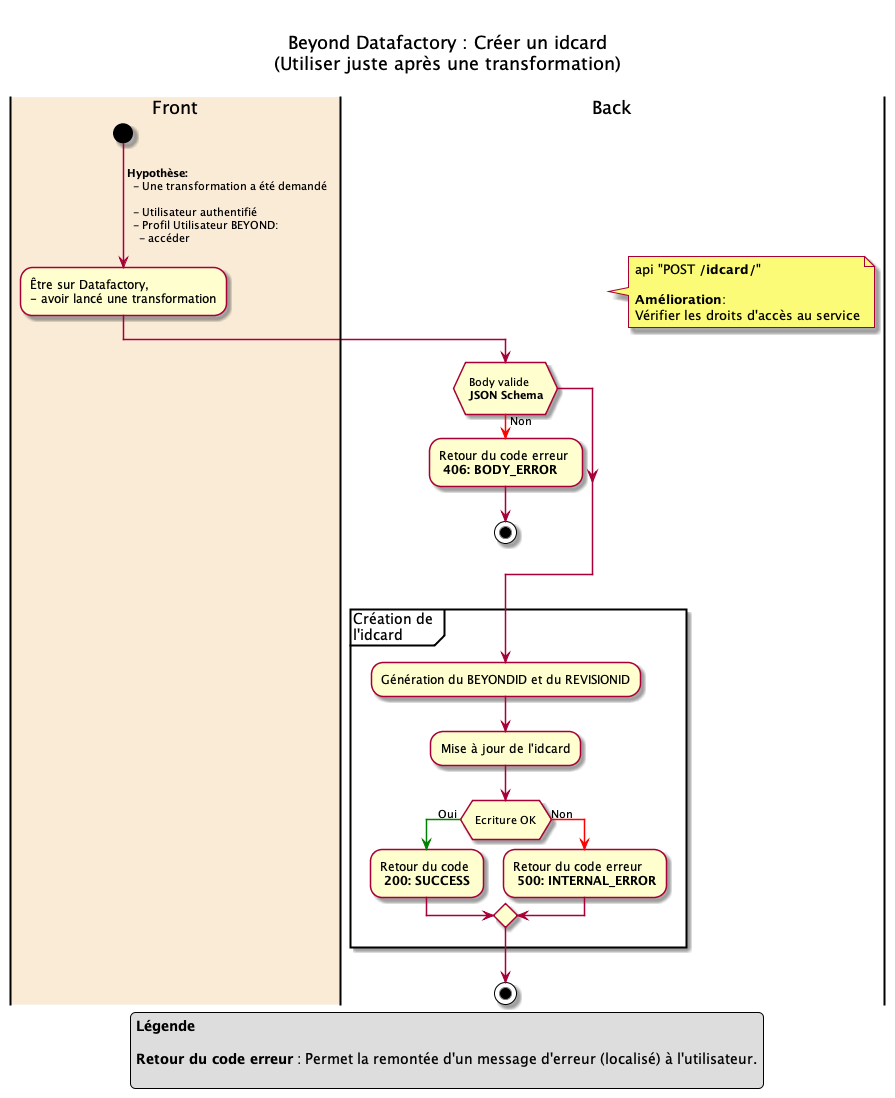 Beyond Datafactory : Créer un idcard
(Utiliser juste après une transformation)
Front
Back
Hypothèse:
- Une transformation a été demandé
- Utilisateur authentifié
- Profil Utilisateur BEYOND:
- accéder
Être sur Datafactory,
- avoir lancé une transformation
api "POST /idcard/"
Amélioration:
Vérifier les droits d'accès au service
Body valide
JSON Schema
Non
Retour du code erreur
406: BODY_ERROR
Création de
l'idcard
Génération du BEYONDID et du REVISIONID
Mise à jour de l'idcard
Oui
Ecriture OK
Non
Retour du code
200: SUCCESS
Retour du code erreur
500: INTERNAL_ERROR
Légende
Retour du code erreur : Permet la remontée d'un message d'erreur (localisé) à l'utilisateur.